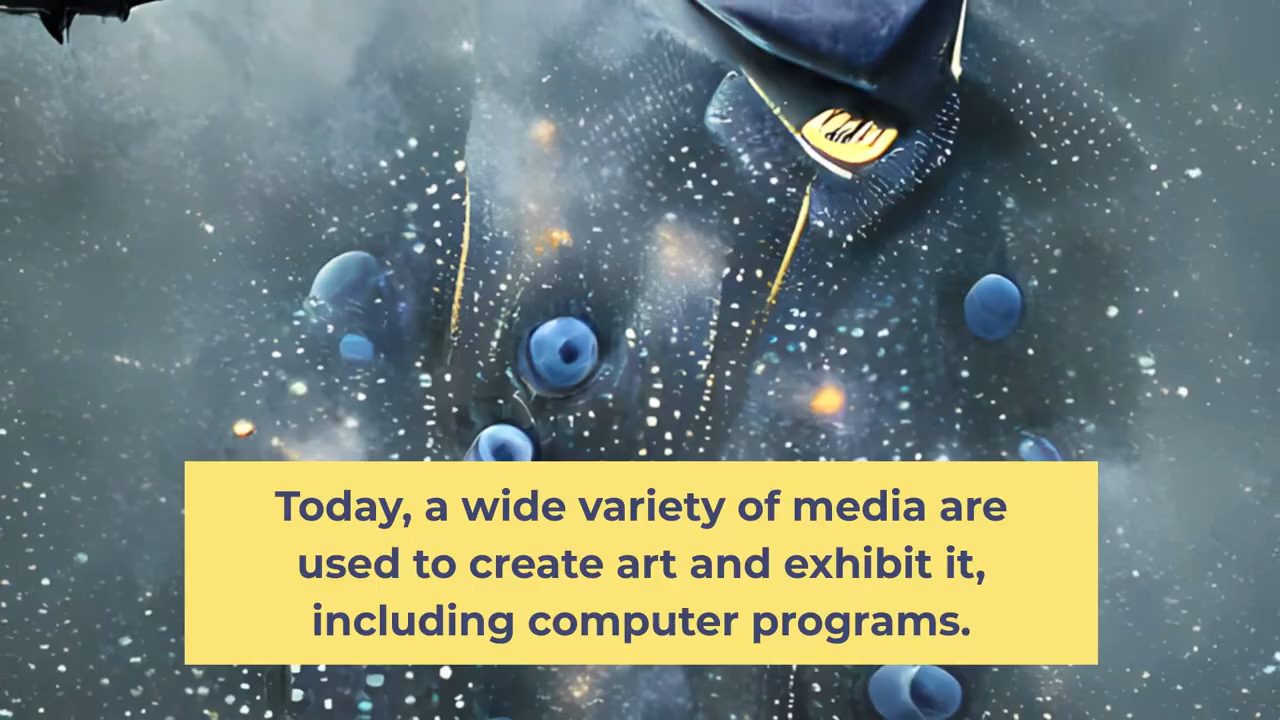 Today, a wide variety of media are
used to create art and exhibit it,
including computer programs.